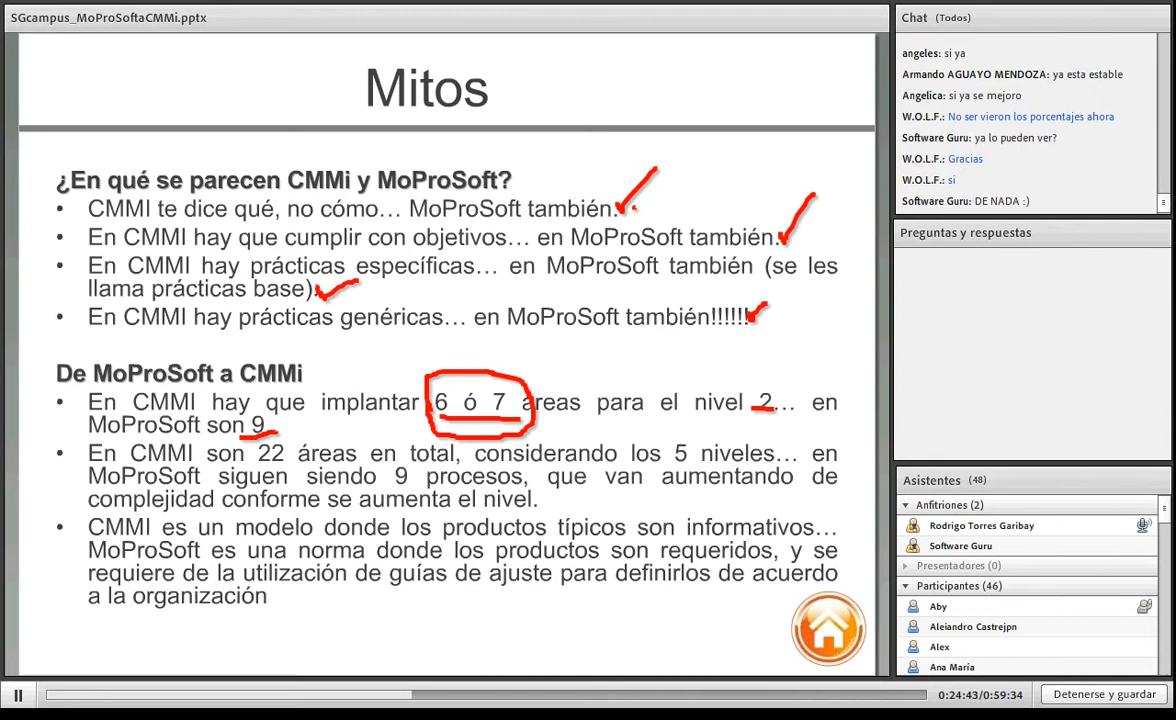 SGcampus_MoProSoftaCMMi.pptx
Mitos
¿En qué se parecen CMMi y MoProSoft?
• CMMI te dice qué, no cómo… MoProSoft también.
• En CMMI hay que cumplir con objetivos… en MoProSoft también.
• En CMMI hay prácticas específicas… en MoProSoft también (se les
llama prácticas base).
• En CMMI hay prácticas genéricas… en MoProSoft también!!!!!!
De MoProSoft a CMMi
• En CMMI hay que implantar 6 ó 7 áreas para el nivel 2… en
MoProSoft son 9
• En CMMI son 22 áreas en total, considerando los 5 niveles… en
MoProSoft siguen siendo 9 procesos, que van aumentando de
complejidad conforme se aumenta el nivel.
• CMMI es un modelo donde los productos típicos son informativos…
MoProSoft es una norma donde los productos son requeridos, y se
requiere de la utilización de guías de ajuste para definirlos de acuerdo
a la organización
Chat (Todos)
angeles: si ya
Armando AGUAYO MENDOZA: ya esta estable
Angelica: si ya se mejoro
W.O.L.F.: No ser vieron los porcentajes ahora
Software Guru: ya lo pueden ver?
W.O.L.F.: Gracias
W.O.L.F.: si
Software Guru: DE NADA :)
Preguntas y respuestas
Asistentes (48)
Anfitriones (2)
Rodrigo Torres Garibay
Software Guru
Presentadores (0)
Participantes (46)
Aby
Alejandro Castrejpn
Alex
Ana María
0:24:43/0:59:34
Detenerse y guardar